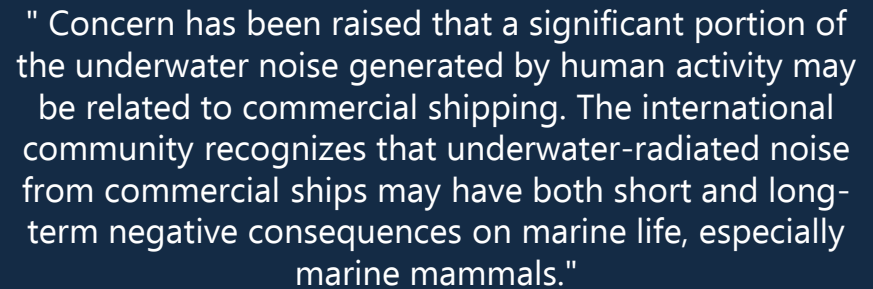 " Concern has been raised that a significant portion of
the underwater noise generated by human activity may
be related to commercial shipping. The international
community recognizes that underwater-radiated noise
from commercial ships may have both short and long-
term negative consequences on marine life, especially
marine mammals."